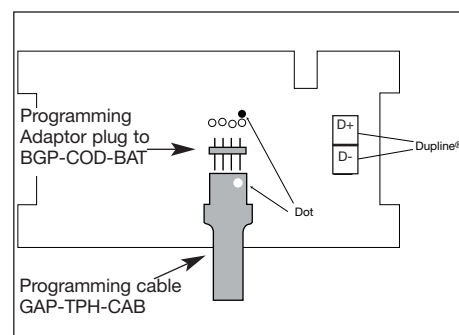 Programming
Adaptor plug to
BGP-COD-BAT
D+
D-
Dupline®
Dot
Programming cable
GAP-TPH-CAB